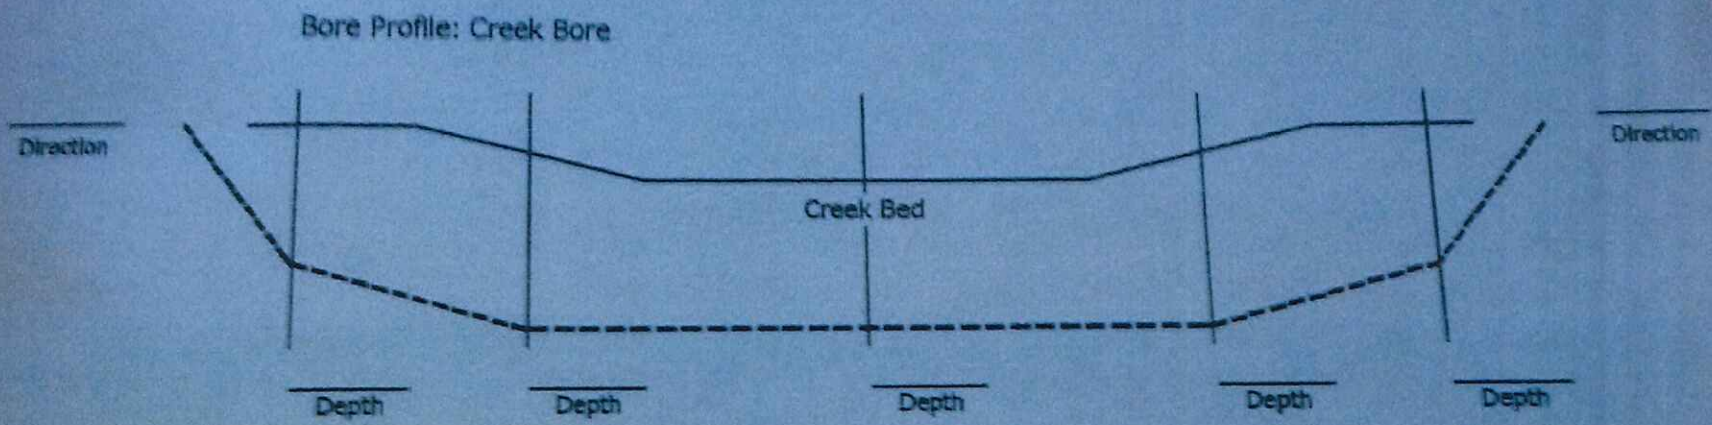 Bore Profile: Creek Bore
Direction
Direction
Creek Bed
Depth
Depth
Depth
Depth
Depth